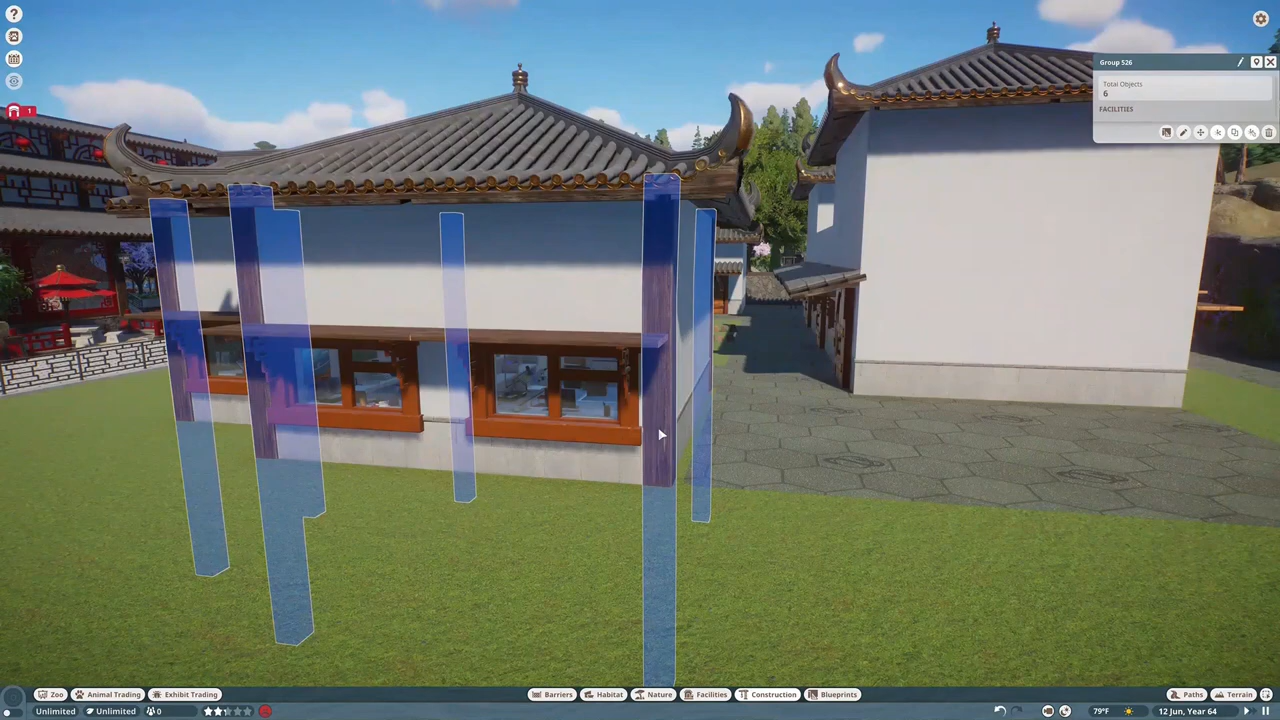 ?
1
Group 526
Total Objects
6
FACILITIES
Zoo
Animal Trading
Exhibit Trading
Barriers
Habitat
Nature
Facilities
Construction
Blueprints
Paths
Terrain
Unlimited
Unlimited
0
79°F
12 Jun, Year 64